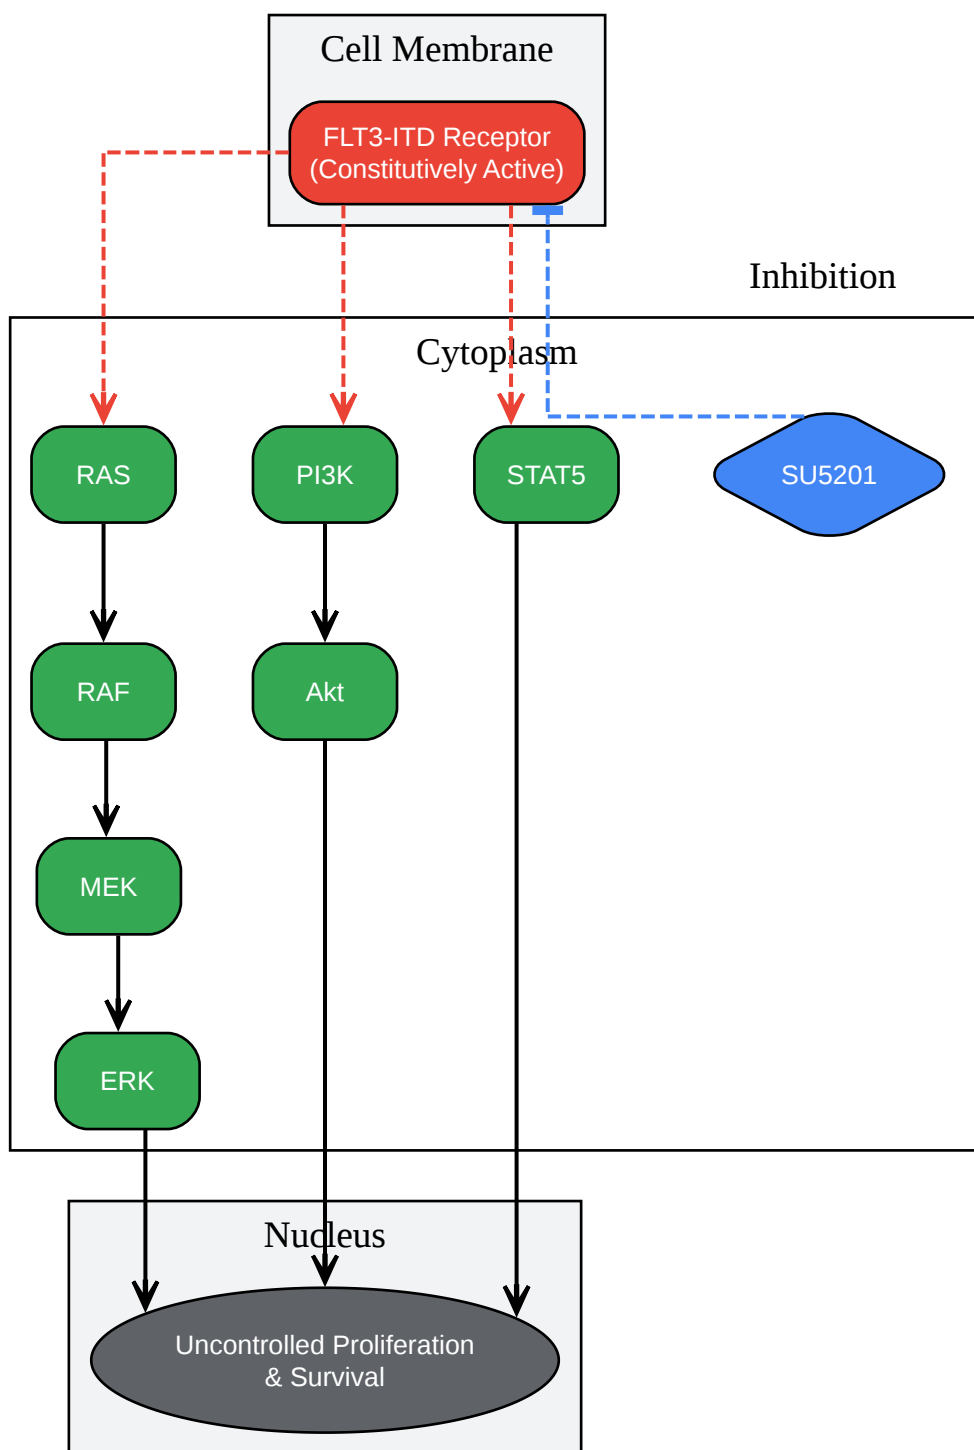 Cell Membrane
FLT3-ITD Receptor
(Constitutively Active)
Inhibition
Cytoplasm
RAS
PI3K
STAT5
SU5201
RAF
Akt
MEK
ERK
Nucleus
Uncontrolled Proliferation
& Survival